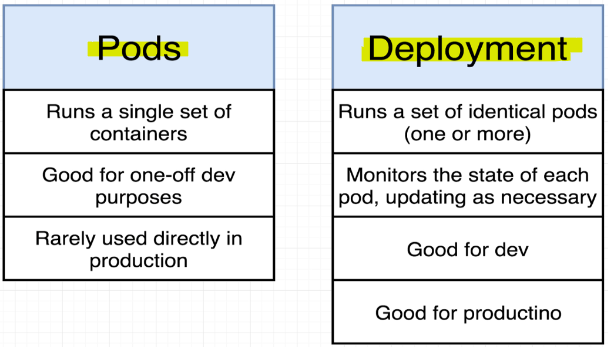 Pods
Runs a single set of
containers
Good for one-off dev
purposes
Rarely used directly in
production
Deployment
Runs a set of identical pods
(one or more)
Monitors the state of each
pod, updating as necessary
Good for dev
Good for productino